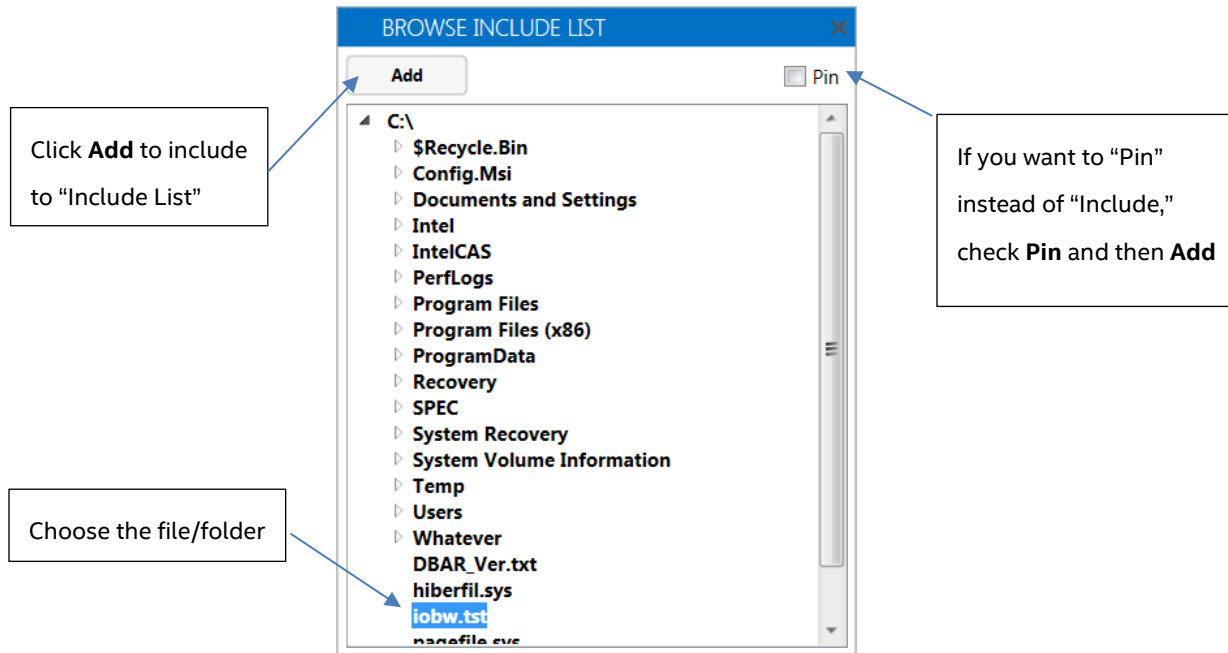 BROWSE INCLUDE LIST
Add
Pin
Click Add to include
to “Include List”
If you want to “Pin”
instead of “Include,”
check Pin and then Add
C:\
$Recycle.Bin
Config.Msi
Documents and Settings
Intel
IntelCAS
PerfLogs
Program Files
Program Files (x86)
ProgramData
Recovery
SPEC
System Recovery
System Volume Information
Temp
Users
Whatever
DBAR_Ver.txt
hiberfil.sys
iobw.tst
pagefile.sys
Choose the file/folder